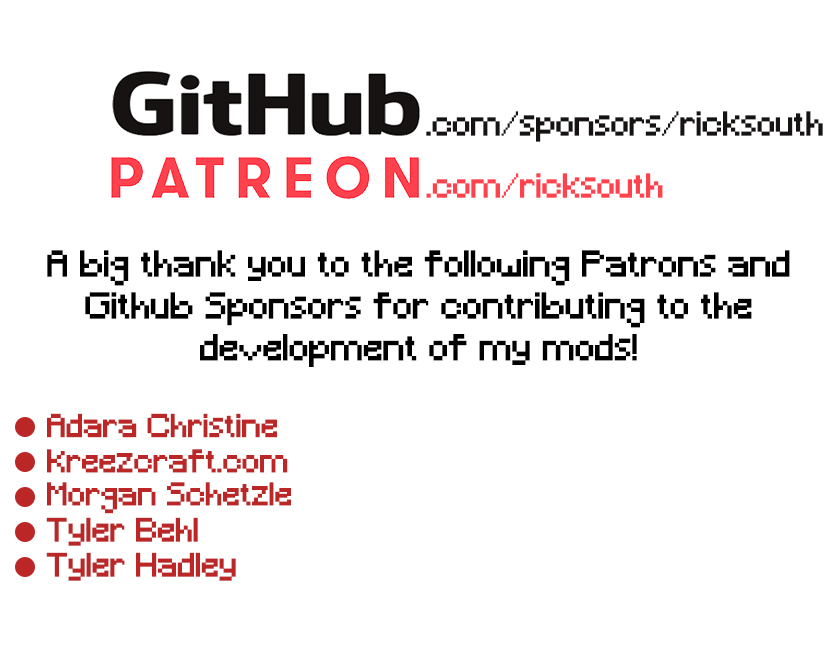 GitHub.com/sponsors/ricksouth
PATREON.com/ricksouth
A big thank you to the following Patrons and
Github Sponsors for contributing to the
development of my mods!
● Adara Christine
● Kreezcraft.com
● Morgan Schetzle
● Tyler Behl
● Tyler Hadley